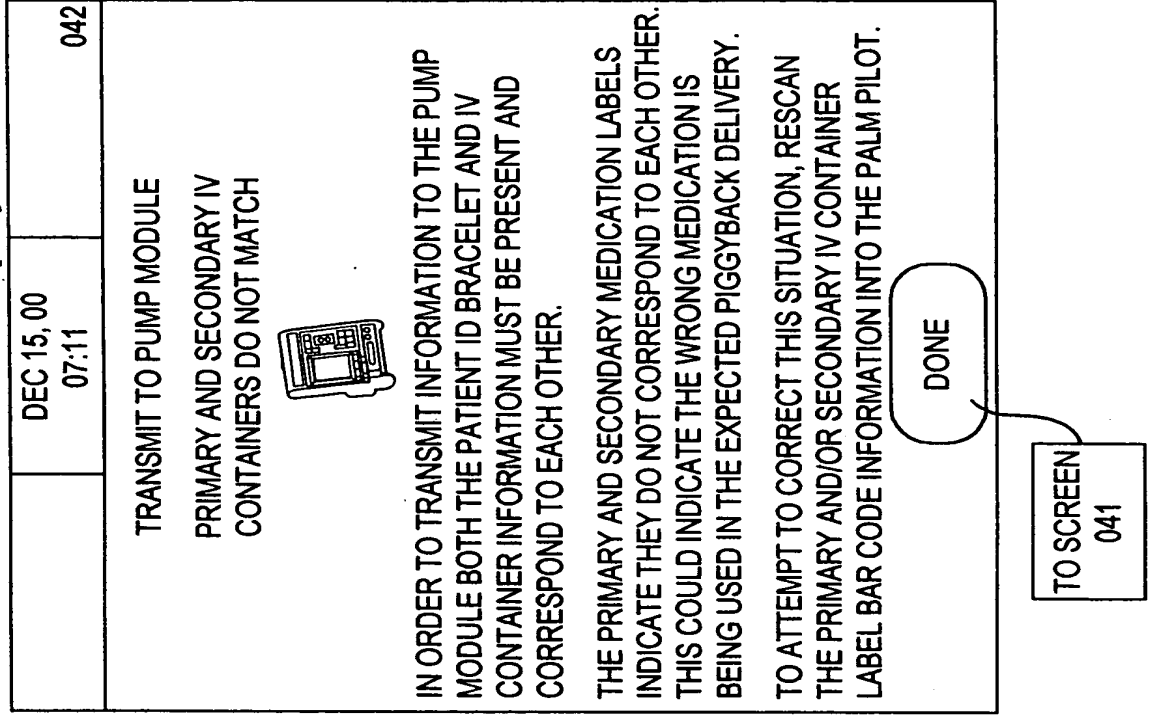 DEC 15, 00
07:11
042
TRANSMIT TO PUMP MODULE
PRIMARY AND SECONDARY IV
CONTAINERS DO NOT MATCH
IN ORDER TO TRANSMIT INFORMATION TO THE PUMP
MODULE BOTH THE PATIENT ID BRACELET AND IV
CONTAINER INFORMATION MUST BE PRESENT AND
CORRESPOND TO EACH OTHER.
THE PRIMARY AND SECONDARY MEDICATION LABELS
INDICATE THEY DO NOT CORRESPOND TO EACH OTHER.
THIS COULD INDICATE THE WRONG MEDICATION IS
BEING USED IN THE EXPECTED PIGGYBACK DELIVERY.
TO ATTEMPT TO CORRECT THIS SITUATION, RESCAN
THE PRIMARY AND/OR SECONDARY IV CONTAINER
LABEL BAR CODE INFORMATION INTO THE PALM PILOT.
DONE
TO SCREEN
041